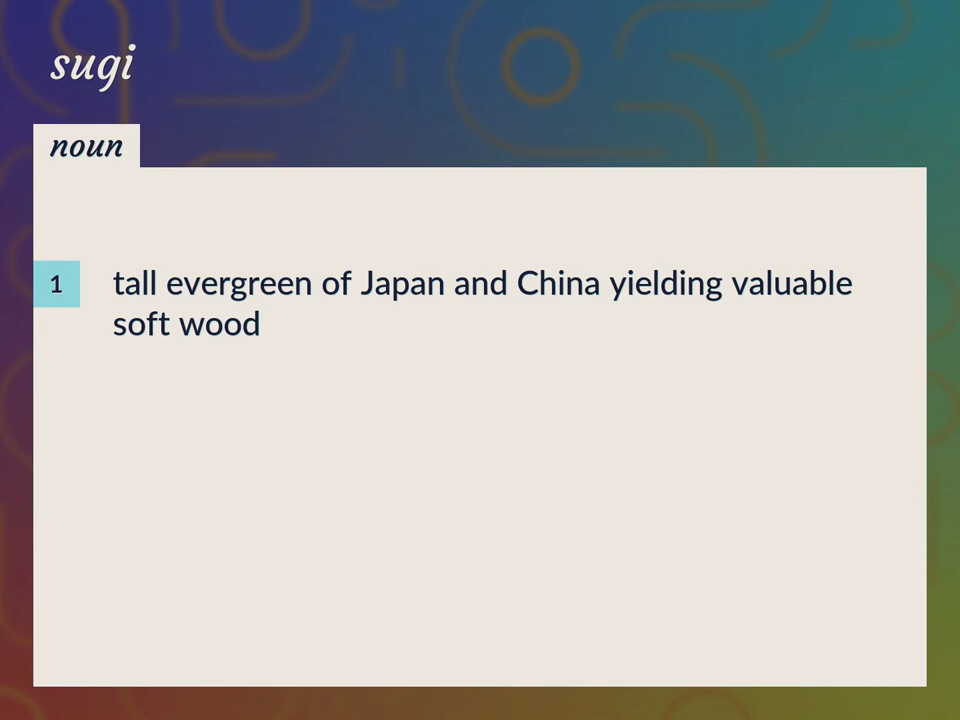 sugi
noun
1
tall evergreen of Japan and China yielding valuable
soft wood